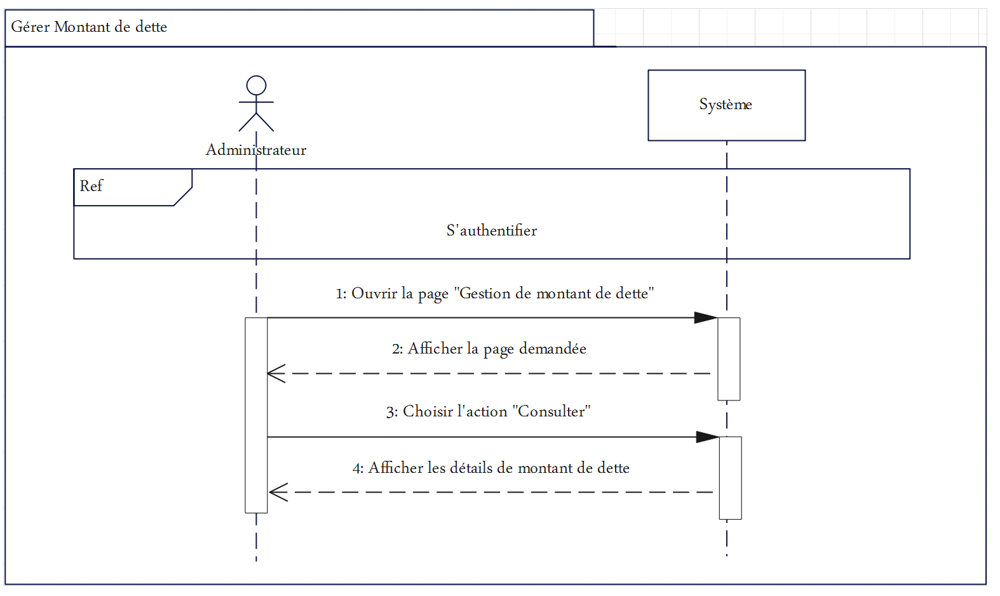 Gérer Montant de dette
Système
Administrateur
Ref
S'authentifier
1: Ouvrir la page "Gestion de montant de dette"
2: Afficher la page demandée
3: Choisir l'action "Consulter"
4: Afficher les détails de montant de dette